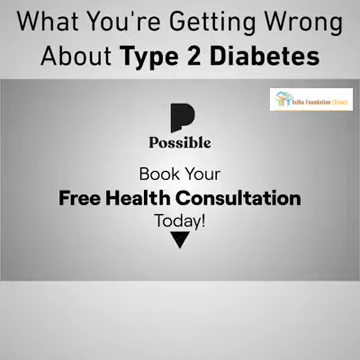 What You're Getting Wrong
About Type 2 Diabetes
Possible
Book Your
Free Health Consultation
Today!